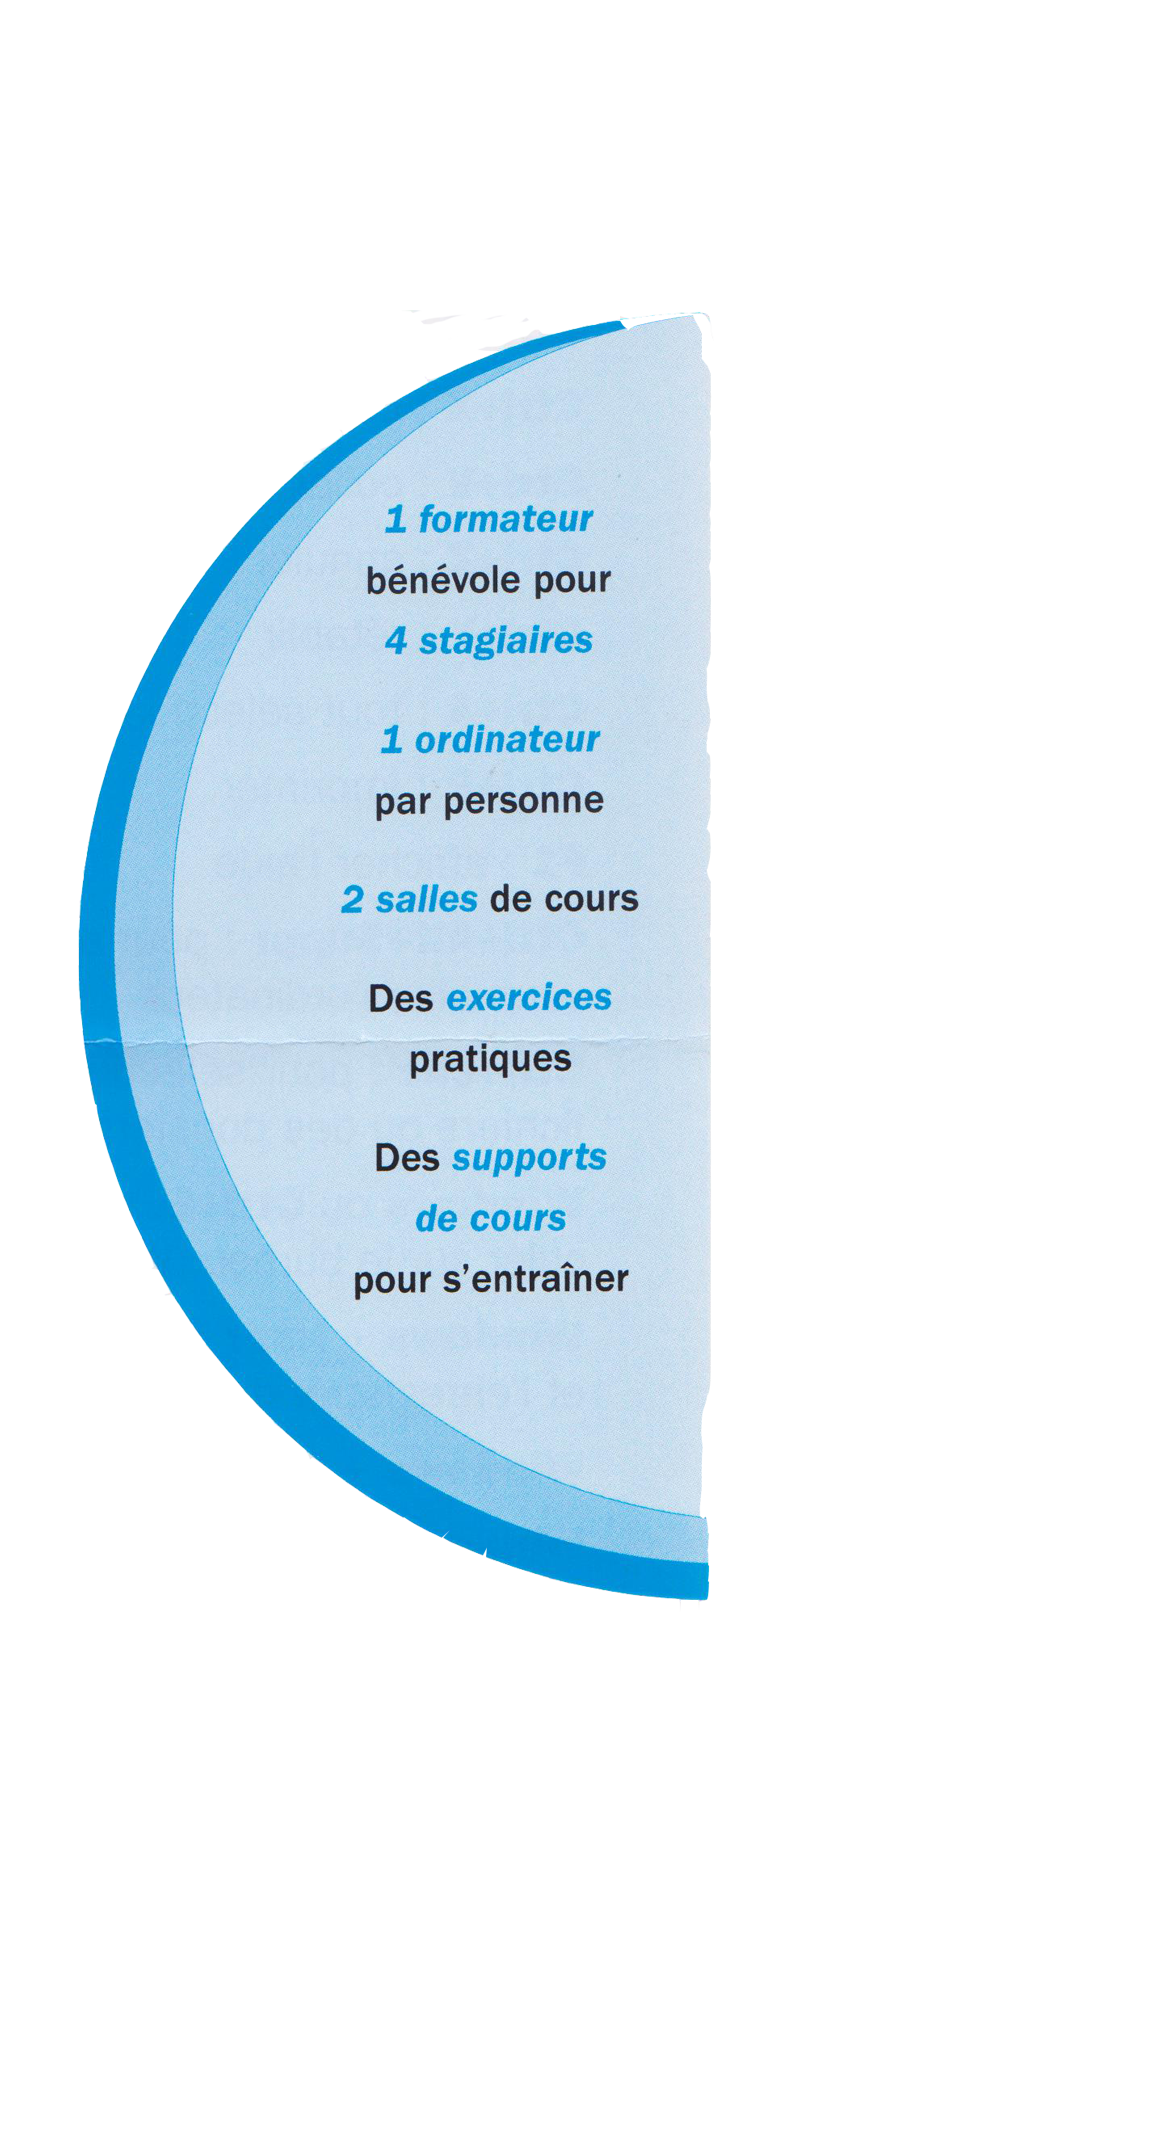 1 formateur
bénévole pour
4 stagiaires
1 ordinateur
par personne
2 salles de cours
Des exercices
pratiques
Des supports
de cours
pour s’entraîner